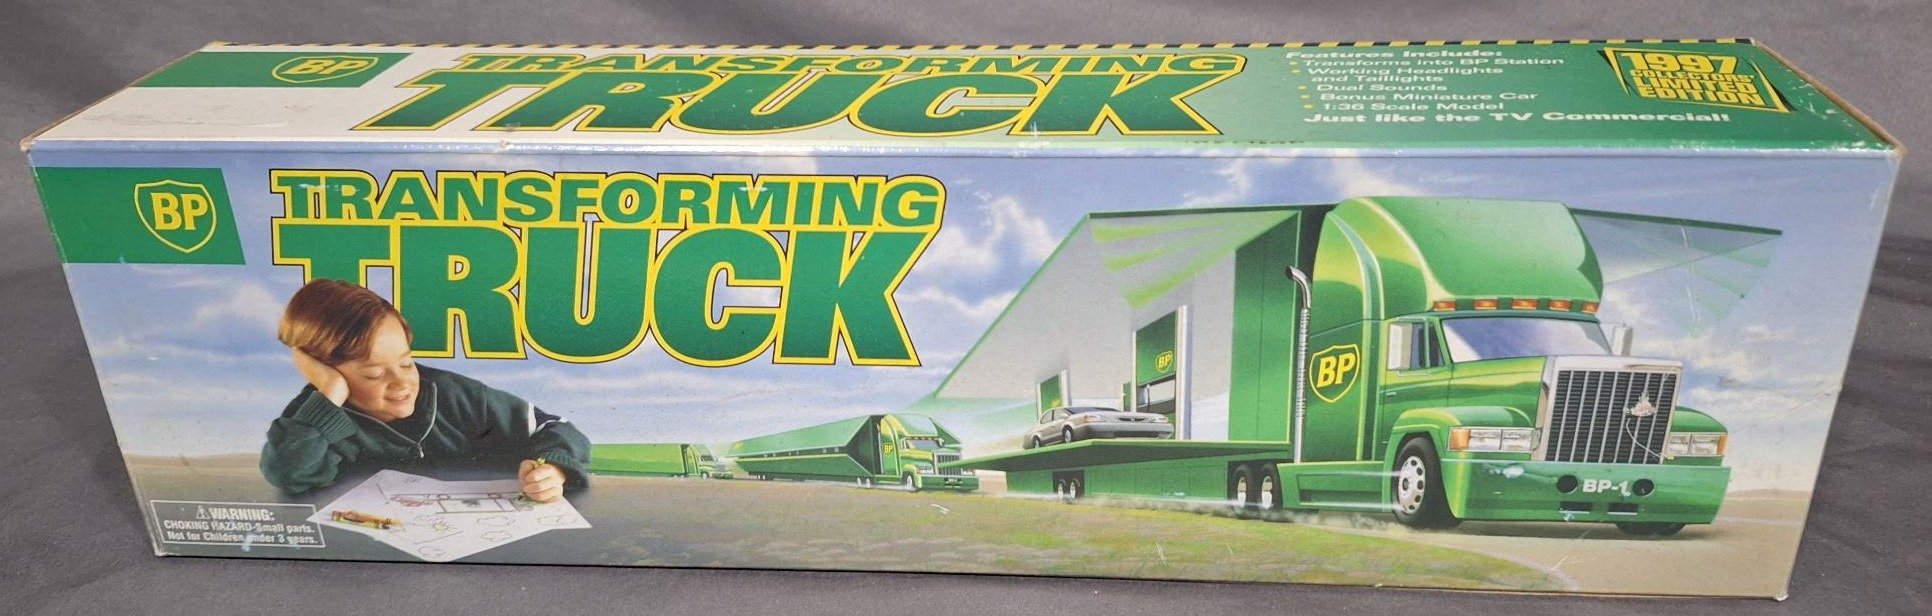 BP
TRANSFORMING
TRUCK
Features Include:
• Transforms into BP Station
• Working Headlights
and Taillights
• Dual Sounds
• Bonus Miniature Car
• 1:36 Scale Model
Just like the TV Commercial!
1997
COLLECTORS'
LIMITED
EDITION
BP
TRANSFORMING
TRUCK
BP
BP
BP
BP-1
WARNING:
CHOKING HAZARD-Small parts.
Not for Children under 3 years.